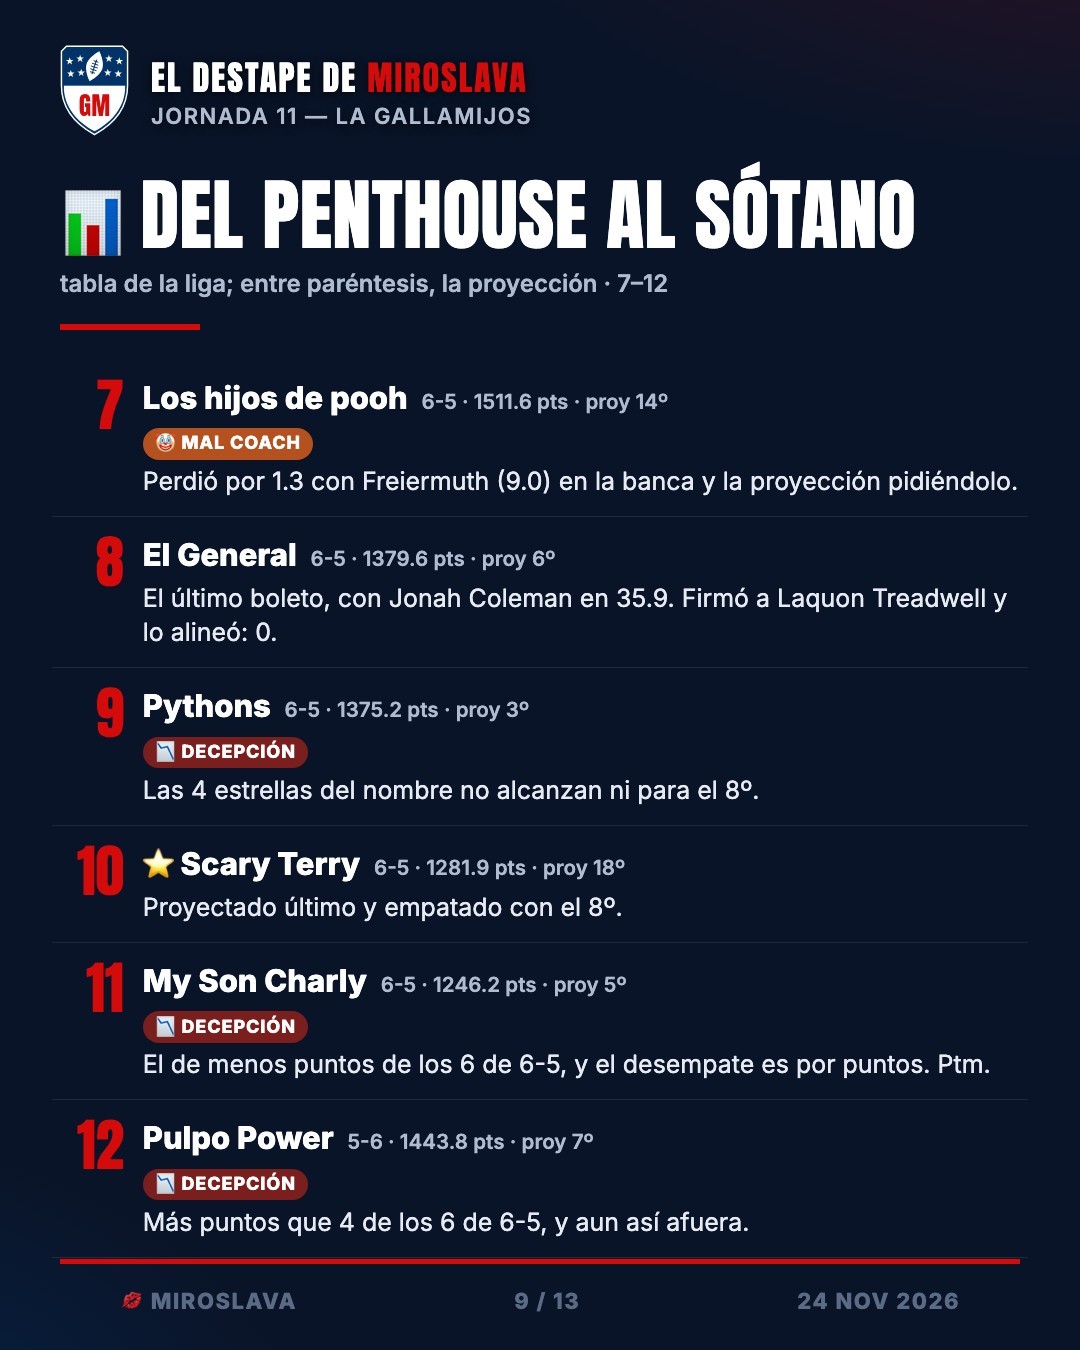 GM
EL DESTAPE DE MIROSLAVA
JORNADA 11 — LA GALLAMIJOS
📊 DEL PENTHOUSE AL SÓTANO
tabla de la liga; entre paréntesis, la proyección · 7–12
7 Los hijos de pooh 6-5 · 1511.6 pts · proy 14º
🤡 MAL COACH
Perdió por 1.3 con Freiermuth (9.0) en la banca y la proyección pidiéndolo.
8 El General 6-5 · 1379.6 pts · proy 6º
El último boleto, con Jonah Coleman en 35.9. Firmó a Laquon Treadwell y
lo alineó: 0.
9 Pythons 6-5 · 1375.2 pts · proy 3º
📉 DECEPCIÓN
Las 4 estrellas del nombre no alcanzan ni para el 8º.
10 ⭐ Scary Terry 6-5 · 1281.9 pts · proy 18º
Proyectado último y empatado con el 8º.
11 My Son Charly 6-5 · 1246.2 pts · proy 5º
📉 DECEPCIÓN
El de menos puntos de los 6 de 6-5, y el desempate es por puntos. Ptm.
12 Pulpo Power 5-6 · 1443.8 pts · proy 7º
📉 DECEPCIÓN
Más puntos que 4 de los 6 de 6-5, y aun así afuera.
💋 MIROSLAVA 9 / 13 24 NOV 2026